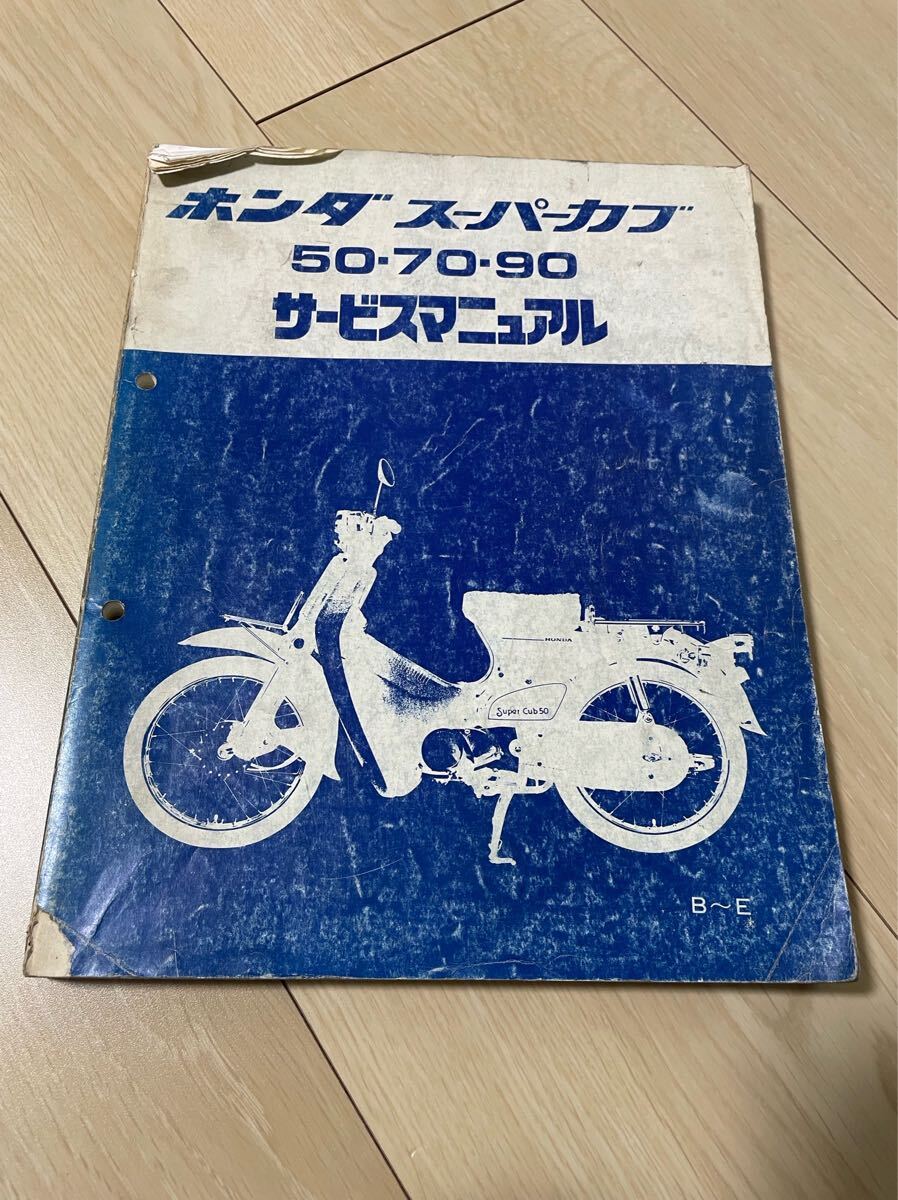 ホンダ スーパーカブ
50・70・90
サービスマニュアル
HONDA
Super Cub 50
B～E
*